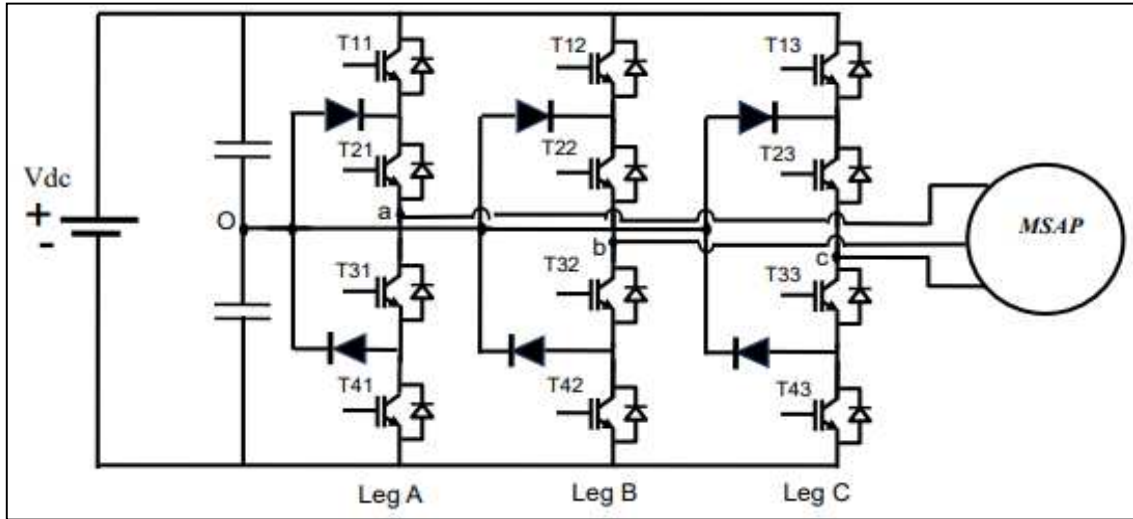 T11
T12
T13
T21
T22
T23
Vdc
+
-
O
a
b
c
MSAP
T31
T32
T33
T41
T42
T43
Leg A
Leg B
Leg C